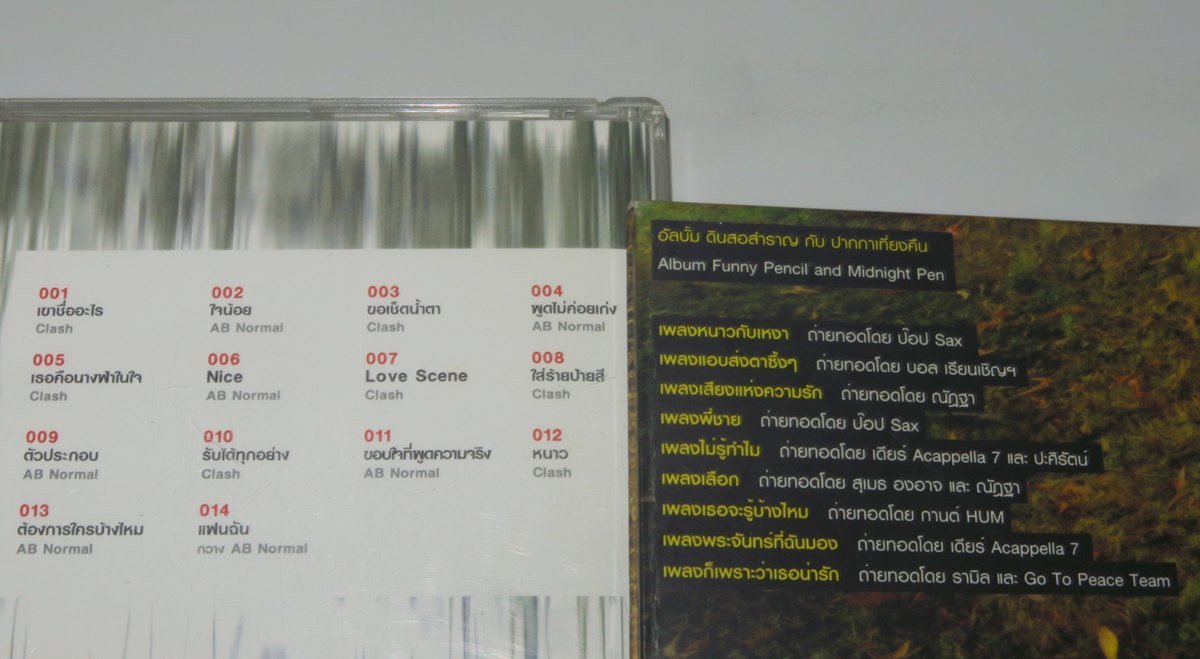 001
เขาชื่ออะไร
Clash
002
ใจน้อย
AB Normal
003
ขอเช็ดน้ำตา
Clash
004
พูดไม่ค่อยเก่ง
AB Normal
005
เธอคือนางฟ้าในใจ
Clash
006
Nice
AB Normal
007
Love Scene
Clash
008
ใส่ร้ายป้ายสี
Clash
009
ตัวประกอบ
AB Normal
010
รับได้ทุกอย่าง
Clash
011
ขอบใจที่พูดความจริง
AB Normal
012
หนาว
Clash
013
ต้องการใครบ้างไหม
AB Normal
014
แฟนฉัน
กวาง AB Normal
อัลบั้ม ดินสอสำราญ กับ ปากกาเที่ยงคืน
Album Funny Pencil and Midnight Pen
เพลงหนาวกับเหงา ถ่ายทอดโดย ป๊อป Sax
เพลงแอบส่งตาซึ้งๆ ถ่ายทอดโดย บอล เรียนเชิญฯ
เพลงเสียงแห่งความรัก ถ่ายทอดโดย ณัฏฐา
เพลงพี่ชาย ถ่ายทอดโดย ป๊อป Sax
เพลงไม่รู้ทำไม ถ่ายทอดโดย เดียร์ Acappella 7 และ ปะศิรัตน์
เพลงเลือก ถ่ายทอดโดย สุเมธ องอาจ และ ณัฏฐา
เพลงเธอจะรู้บ้างไหม ถ่ายทอดโดย กานต์ HUM
เพลงพระจันทร์ที่ฉันมอง ถ่ายทอดโดย เดียร์ Acappella 7
เพลงก็เพราะว่าเธอน่ารัก ถ่ายทอดโดย รามิล และ Go To Peace Team